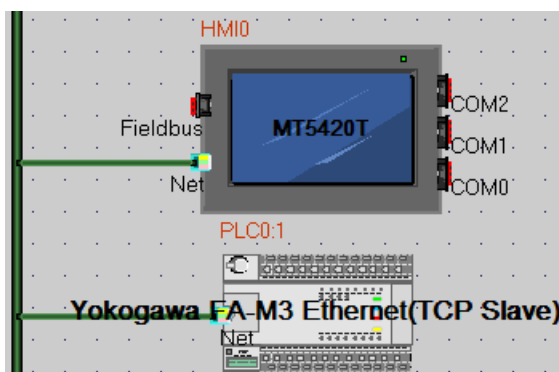 HMI0
COM2
Fieldbus
MT5420T
COM1
Net
COM0
PLC0:1
Yokogawa FA-M3 Ethernet(TCP Slave)
Net